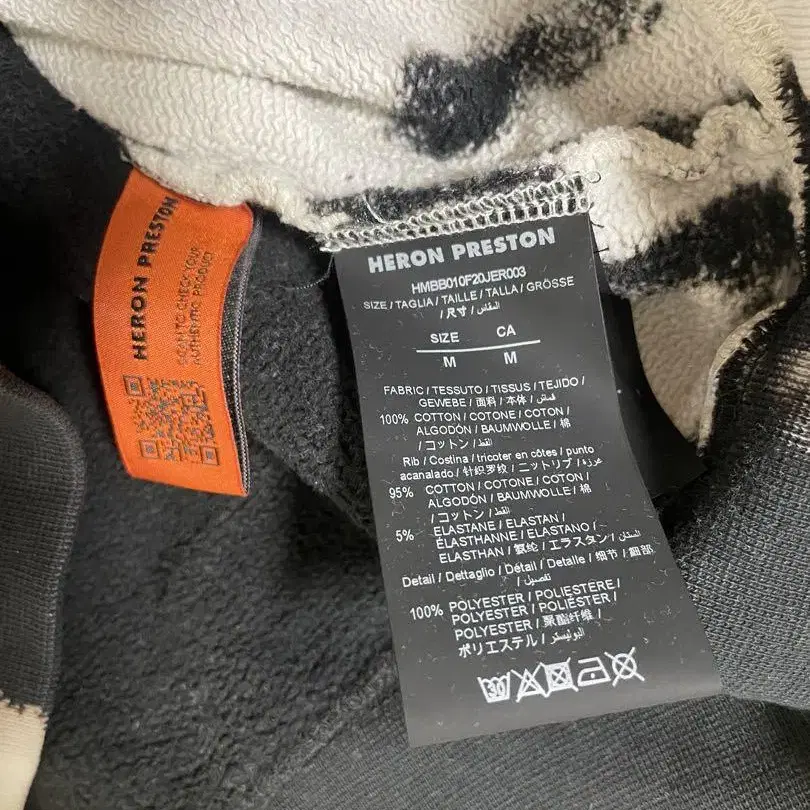 HERON PRESTON
SCAN TO CHECK YOUR
AUTHENTIC PRODUCT
HERON PRESTON
HMBB010F20JER003
SIZE / TAGLIA / TAILLE / TALLA / GRÖSSE
/ 尺寸 / المقاس
SIZE CA
M M
FABRIC / TESSUTO / TISSUS / TEJIDO /
GEWEBE / 面料 / 本体 / قماش
100% COTTON / COTONE / COTON /
ALGODÓN / BAUMWOLLE / 棉
/ コットン / القطن
Rib / Costina / tricoter en côtes / punto
acanalado / 针织罗纹 / ニットリブ /
95% COTTON / COTONE / COTON /
ALGODÓN / BAUMWOLLE / 棉
/ コットン / القطن
5% ELASTANE / ELASTAN /
ÉLASTHANNE / ELASTANO /
ELASTHAN / 氨纶 / エラスタン /
Detail / Dettaglio / Détail / Detalle / 细节 / 細部
/ تفصيل
100% POLYESTER / POLIESTERE /
POLYESTER / POLIÉSTER /
POLYESTER / 聚酯纤维 /
ポリエステル / البوليستر
30